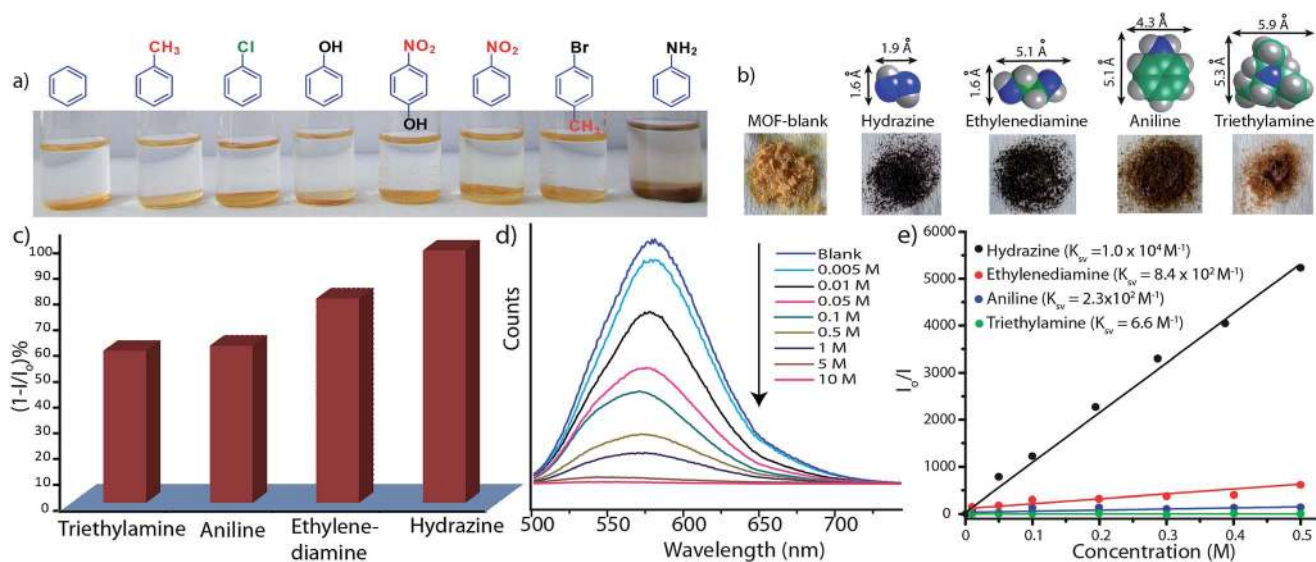 a)
CH₃
Cl
OH
NO₂
OH
NO₂
Br
CH₃
NH₂
b)
MOF-blank
1.9 Å
1.6 Å
Hydrazine
5.1 Å
1.6 Å
Ethylenediamine
4.3 Å
5.1 Å
Aniline
5.9 Å
5.3 Å
Triethylamine
c)
(1-I/I₀)%
100
90
80
70
60
50
40
30
20
10
0
Triethylamine
Aniline
Ethylene-
diamine
Hydrazine
d)
Counts
Blank
0.005 M
0.01 M
0.05 M
0.1 M
0.5 M
1 M
5 M
10 M
500 550 600 650 700
Wavelength (nm)
e)
I₀/I
6000
5000
4000
3000
2000
1000
0
Hydrazine (Kₛᵥ =1.0 x 10⁴ M⁻¹)
Ethylenediamine (Kₛᵥ = 8.4 x 10² M⁻¹)
Aniline (Kₛᵥ = 2.3x10² M⁻¹)
Triethylamine (Kₛᵥ = 6.6 M⁻¹)
0 0.1 0.2 0.3 0.4 0.5
Concentration (M)